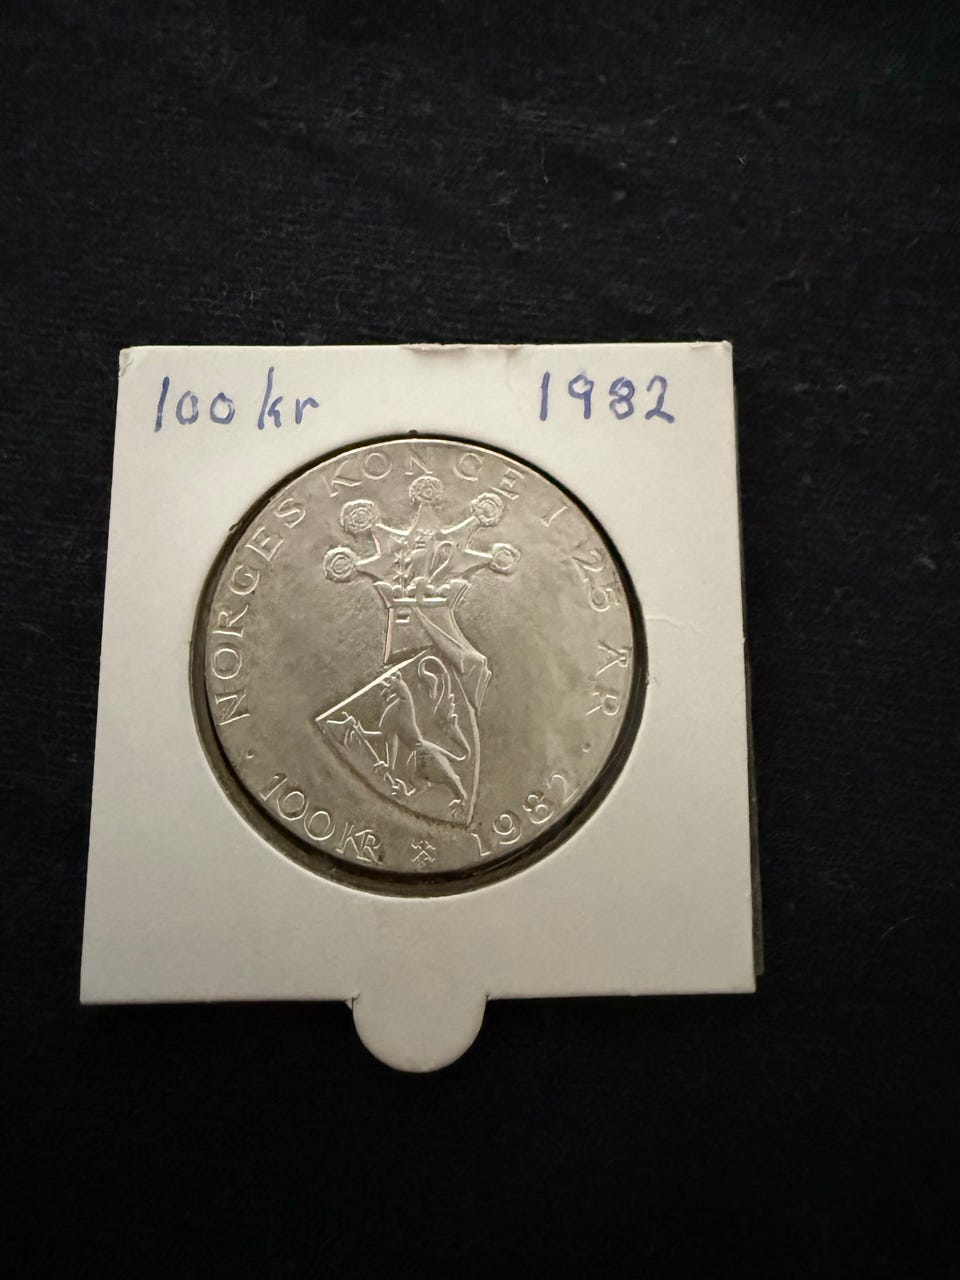 100 kr 1982
NORGES KONGE I 25 ÅR
· 100 KR ⚒ 1982 ·